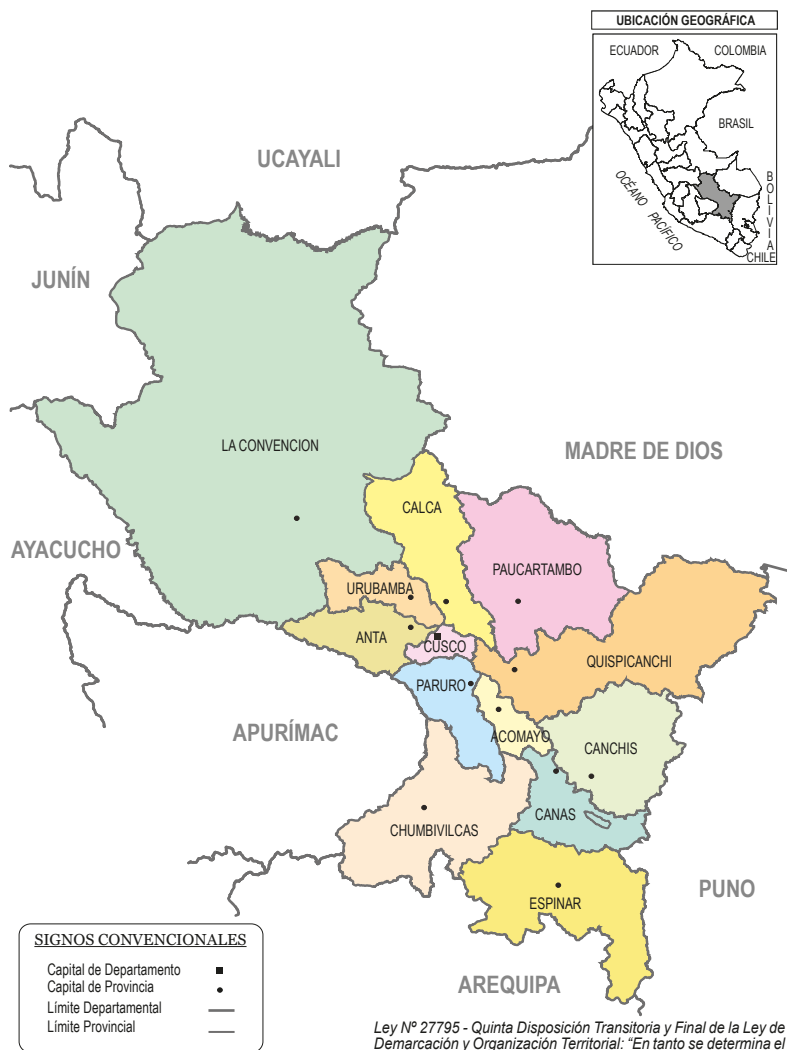 UBICACIÓN GEOGRÁFICA
ECUADOR
COLOMBIA
BRASIL
BOLIVIA
OCÉANO PACÍFICO
CHILE
UCAYALI
JUNÍN
LA CONVENCION
MADRE DE DIOS
CALCA
AYACUCHO
PAUCARTAMBO
URUBAMBA
ANTA
CUSCO
QUISPICANCHI
PARURO
APURÍMAC
ACOMAYO
CANCHIS
CANAS
CHUMBIVILCAS
PUNO
ESPINAR
AREQUIPA
SIGNOS CONVENCIONALES
Capital de Departamento
Capital de Provincia
Límite Departamental
Límite Provincial
Ley Nº 27795 - Quinta Disposición Transitoria y Final de la Ley de
Demarcación y Organización Territorial: “En tanto se determina el